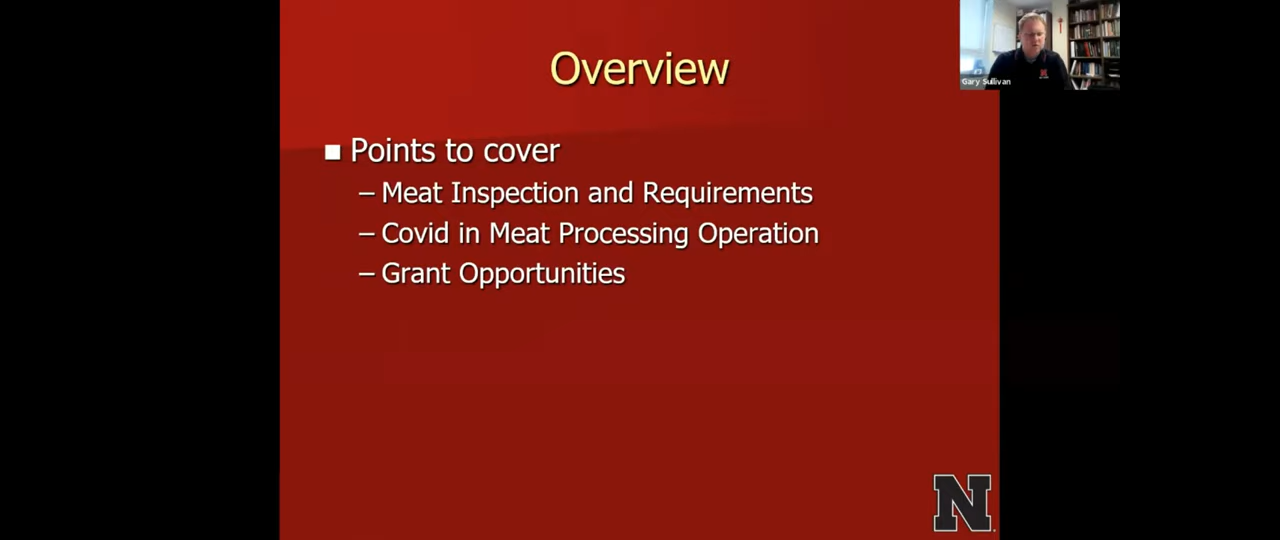 Overview
Gary Sullivan
Points to cover
– Meat Inspection and Requirements
– Covid in Meat Processing Operation
– Grant Opportunities
N